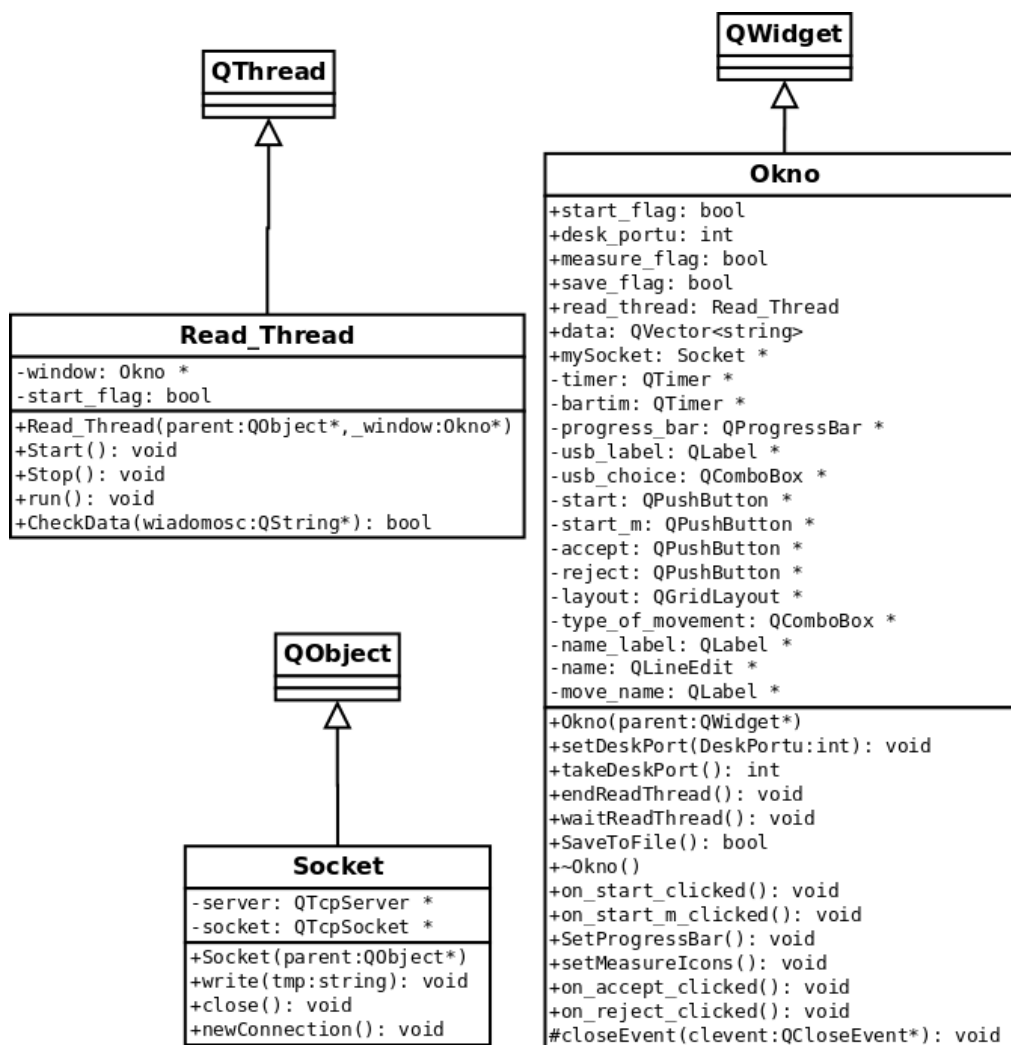 QThread
Read_Thread
-window: Okno *
-start_flag: bool
+Read_Thread(parent:QObject*,_window:Okno*)
+Start(): void
+Stop(): void
+run(): void
+CheckData(wiadomosc:QString*): bool
QObject
Socket
-server: QTcpServer *
-socket: QTcpSocket *
+Socket(parent:QObject*)
+write(tmp:string): void
+close(): void
+newConnection(): void
QWidget
Okno
+start_flag: bool
+desk_portu: int
+measure_flag: bool
+save_flag: bool
+read_thread: Read_Thread
+data: QVector<string>
+mySocket: Socket *
-timer: QTimer *
-bartim: QTimer *
-progress_bar: QProgressBar *
-usb_label: QLabel *
-usb_choice: QComboBox *
-start: QPushButton *
-start_m: QPushButton *
-accept: QPushButton *
-reject: QPushButton *
-layout: QGridLayout *
-type_of_movement: QComboBox *
-name_label: QLabel *
-name: QLineEdit *
-move_name: QLabel *
+Okno(parent:QWidget*)
+setDeskPort(DeskPortu:int): void
+takeDeskPort(): int
+endReadThread(): void
+waitReadThread(): void
+SaveToFile(): bool
+~Okno()
+on_start_clicked(): void
+on_start_m_clicked(): void
+SetProgressBar(): void
+setMeasureIcons(): void
+on_accept_clicked(): void
+on_reject_clicked(): void
#closeEvent(clevent:QCloseEvent*): void